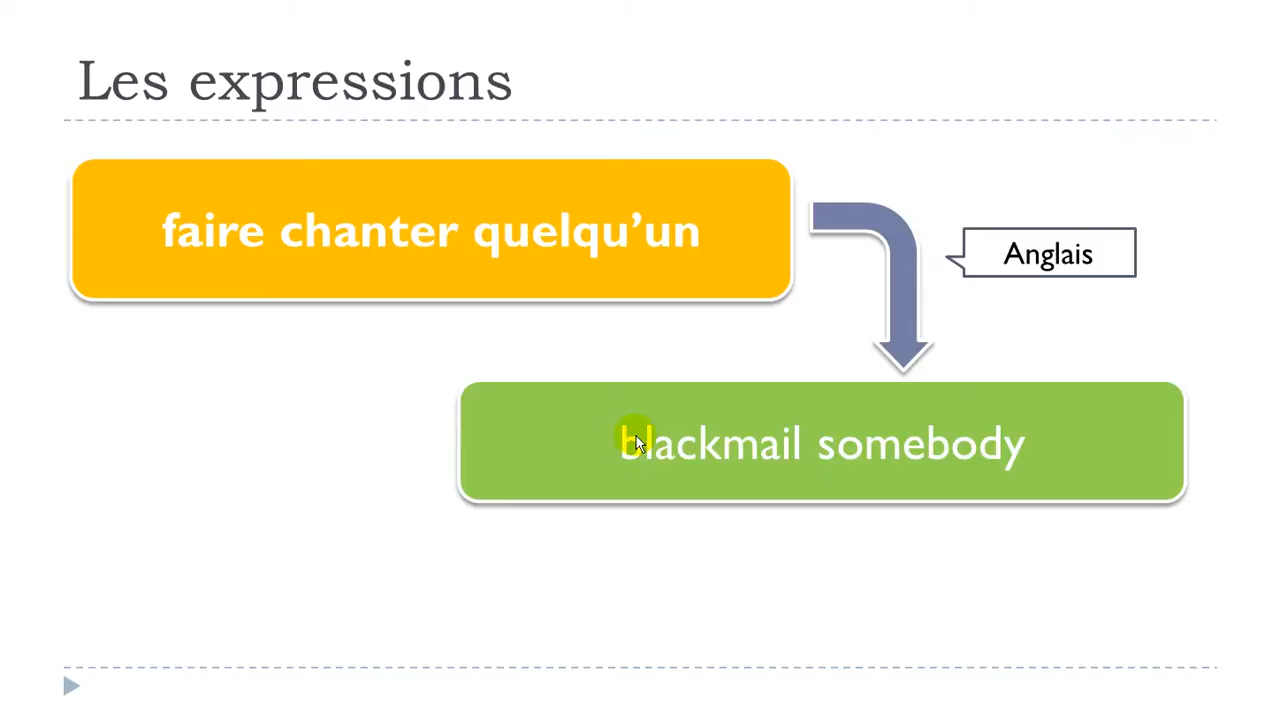 Les expressions
faire chanter quelqu’un
Anglais
blackmail somebody